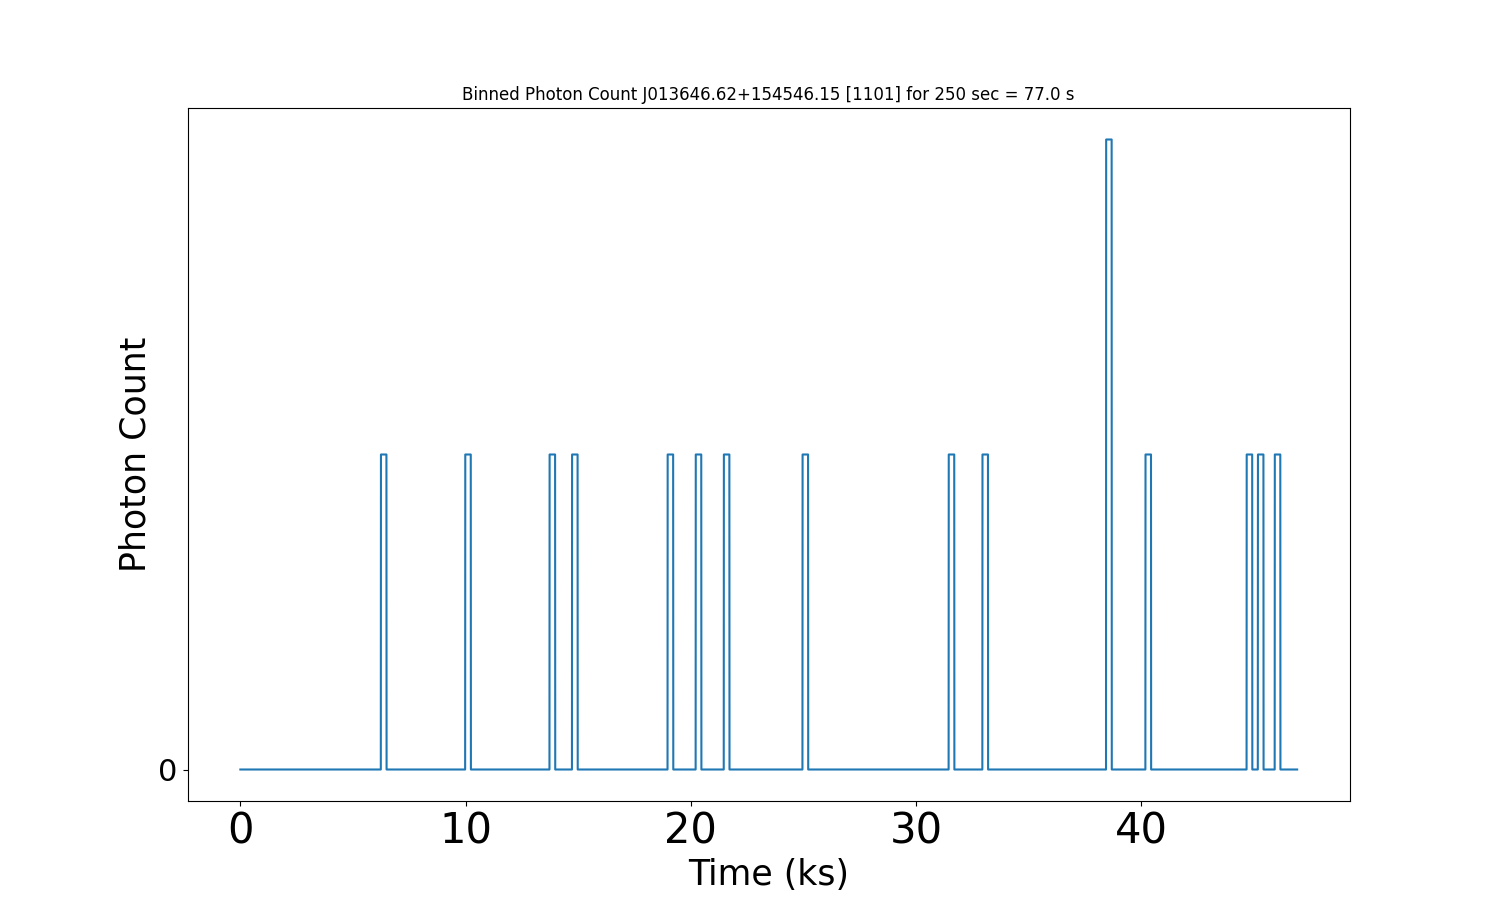 Binned Photon Count J013646.62+154546.15 [1101] for 250 sec = 77.0 s
Photon Count
0
0 10 20 30 40
Time (ks)